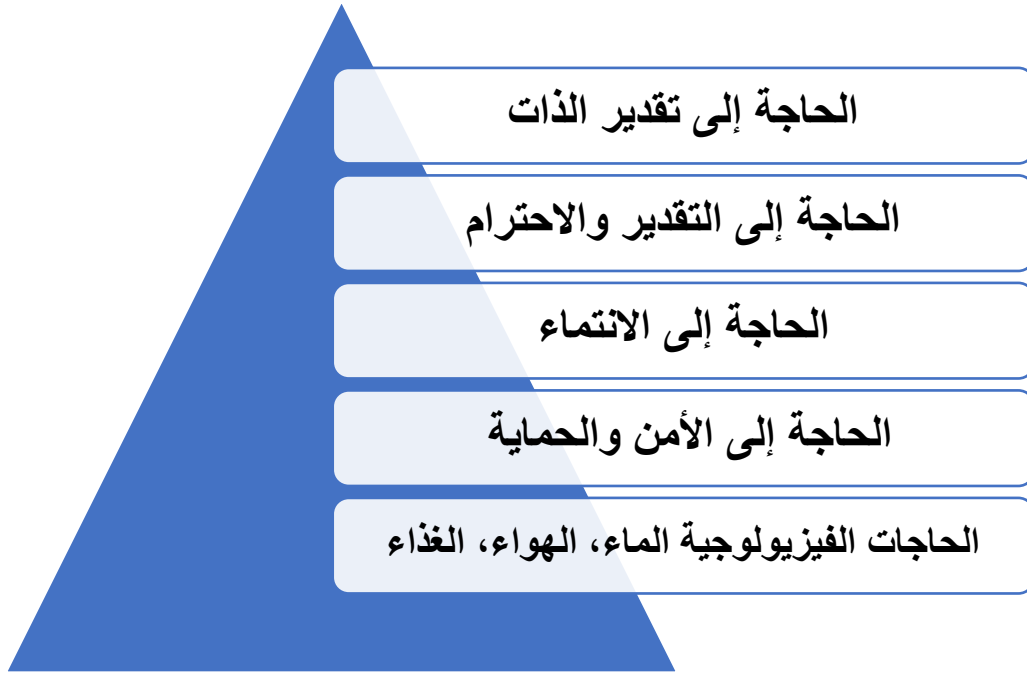 الحاجة إلى تقدير الذات
الحاجة إلى التقدير والاحترام
الحاجة إلى الانتماء
الحاجة إلى الأمن والحماية
الحاجات الفيزيولوجية الماء، الهواء، الغذاء